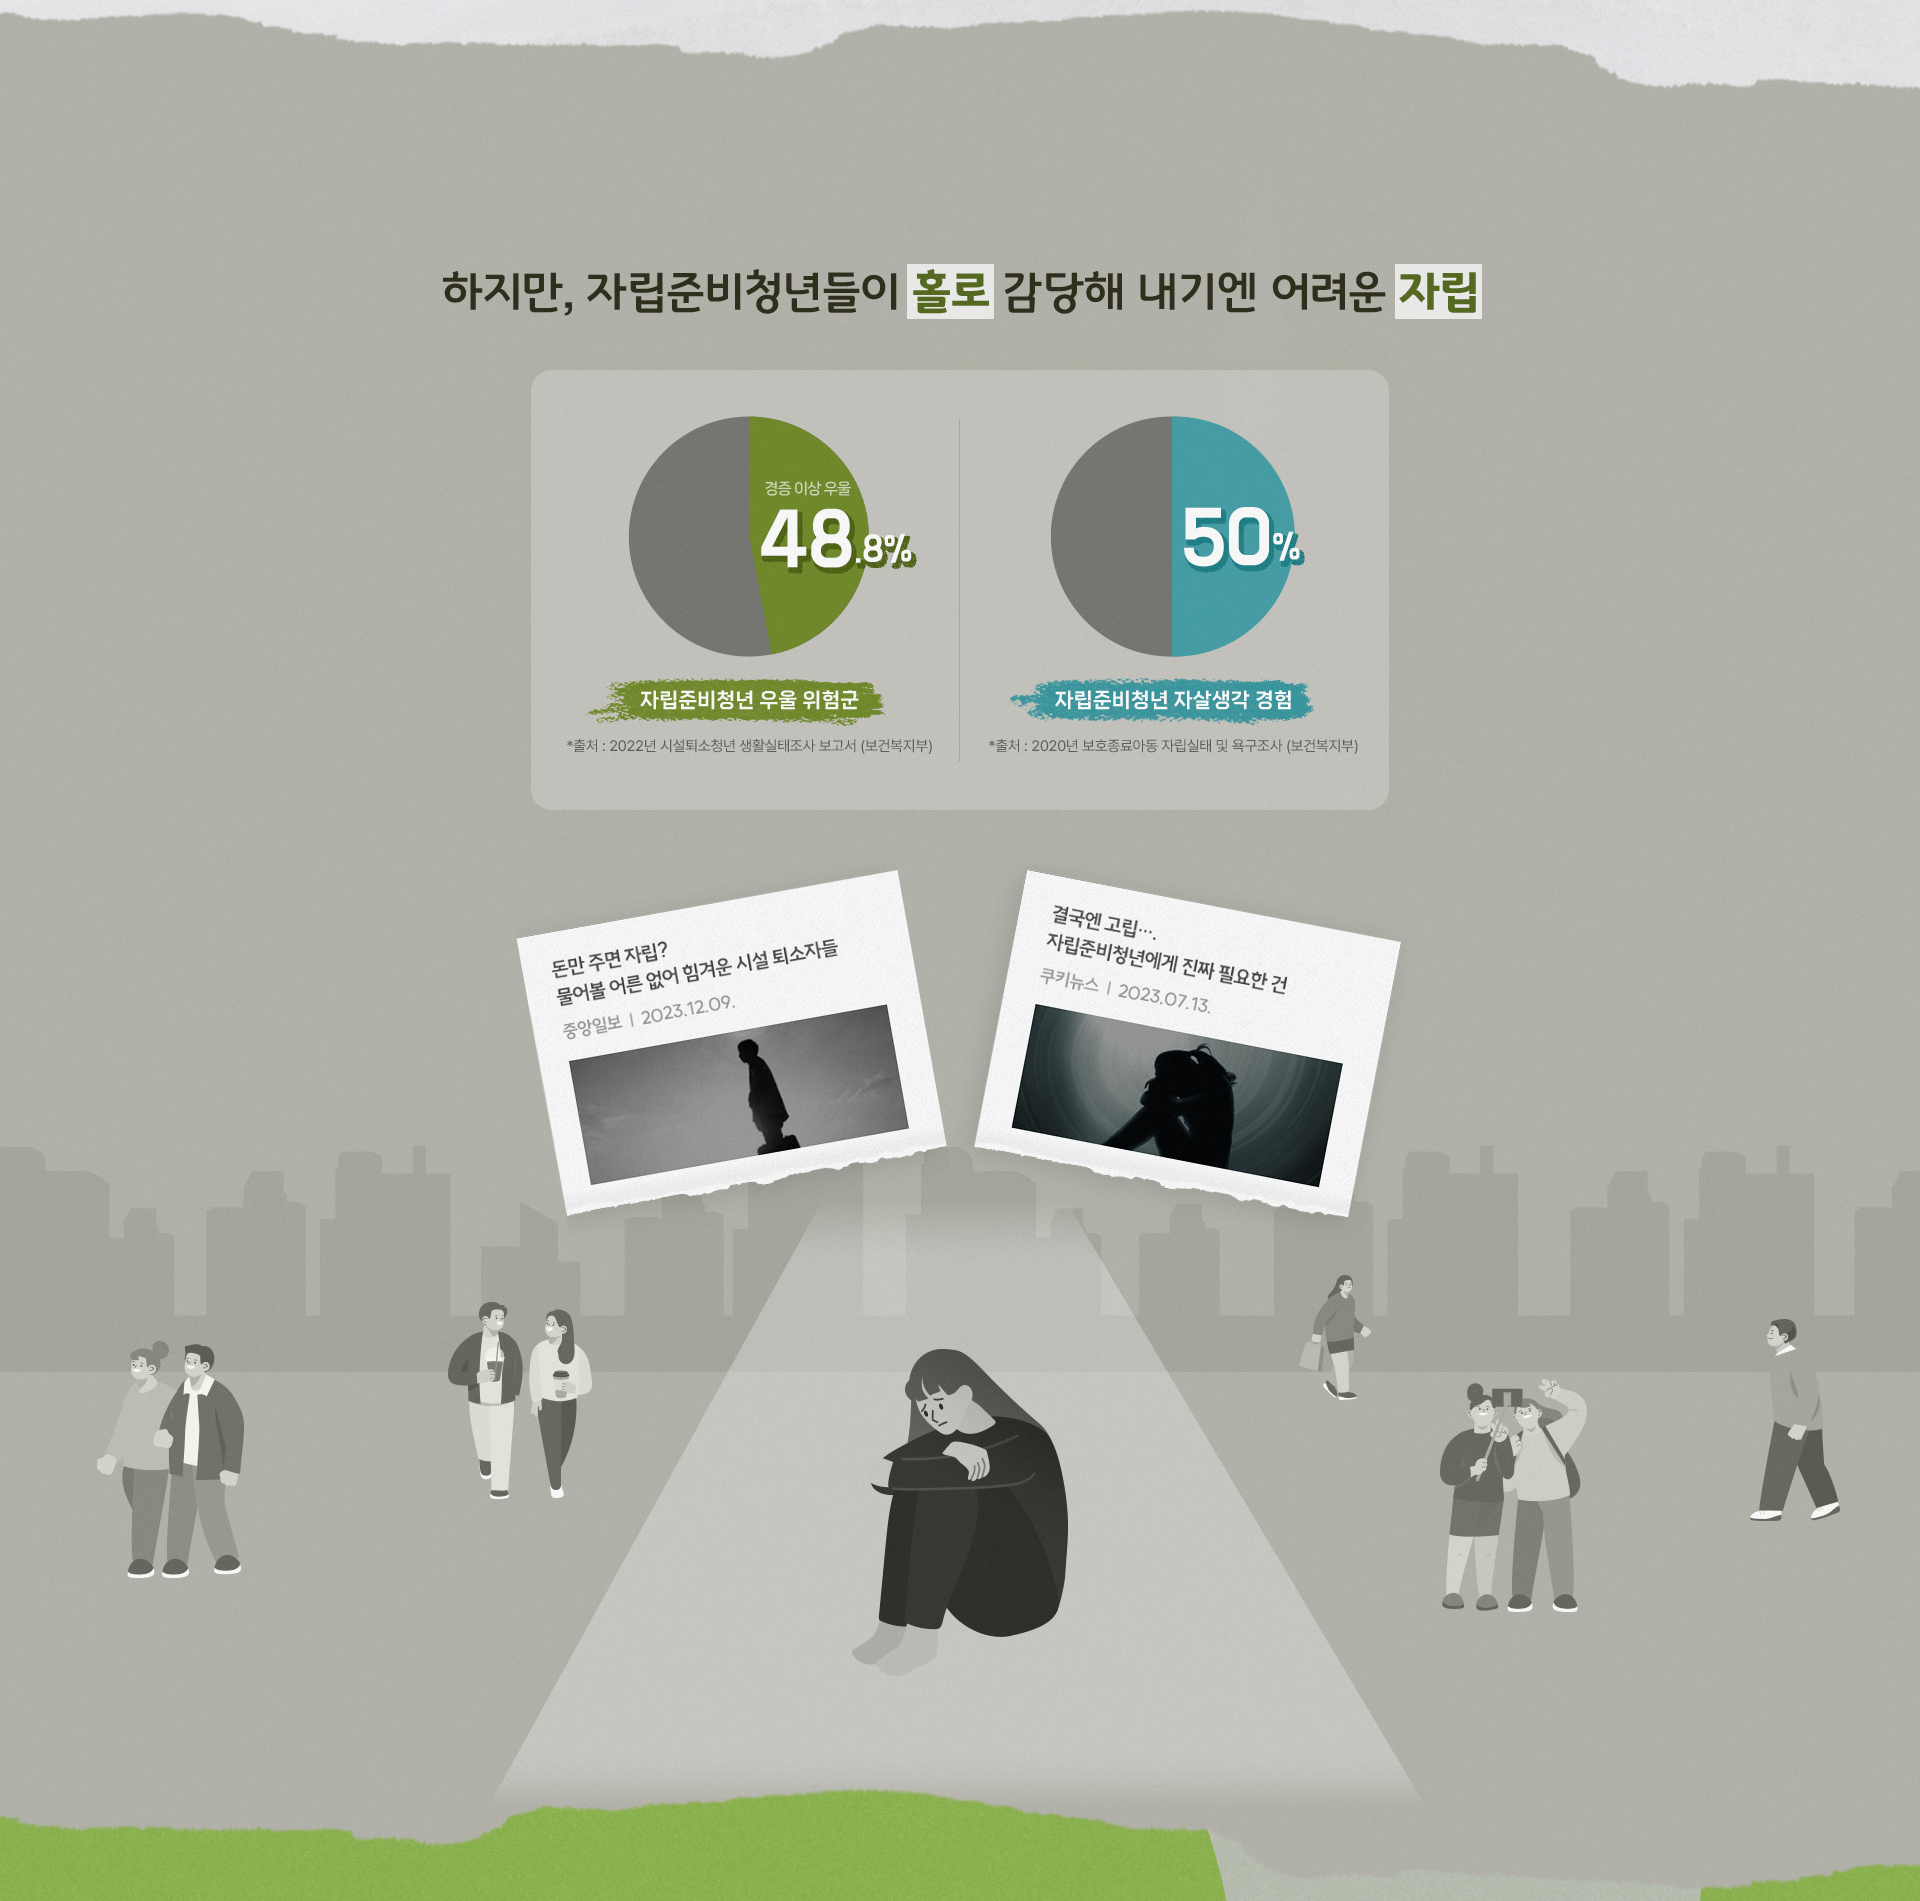 하지만, 자립준비청년들이 홀로 감당해 내기엔 어려운 자립
경증 이상 우울
48.8%
자립준비청년 우울 위험군
*출처 : 2022년 시설퇴소청년 생활실태조사 보고서 (보건복지부)
50%
자립준비청년 자살생각 경험
*출처 : 2020년 보호종료아동 자립실태 및 욕구조사 (보건복지부)
돈만 주면 자립?
물어볼 어른 없어 힘겨운 시설 퇴소자들
중앙일보 | 2023.12.09.
결국엔 고립….
자립준비청년에게 진짜 필요한 건
쿠키뉴스 | 2023.07.13.